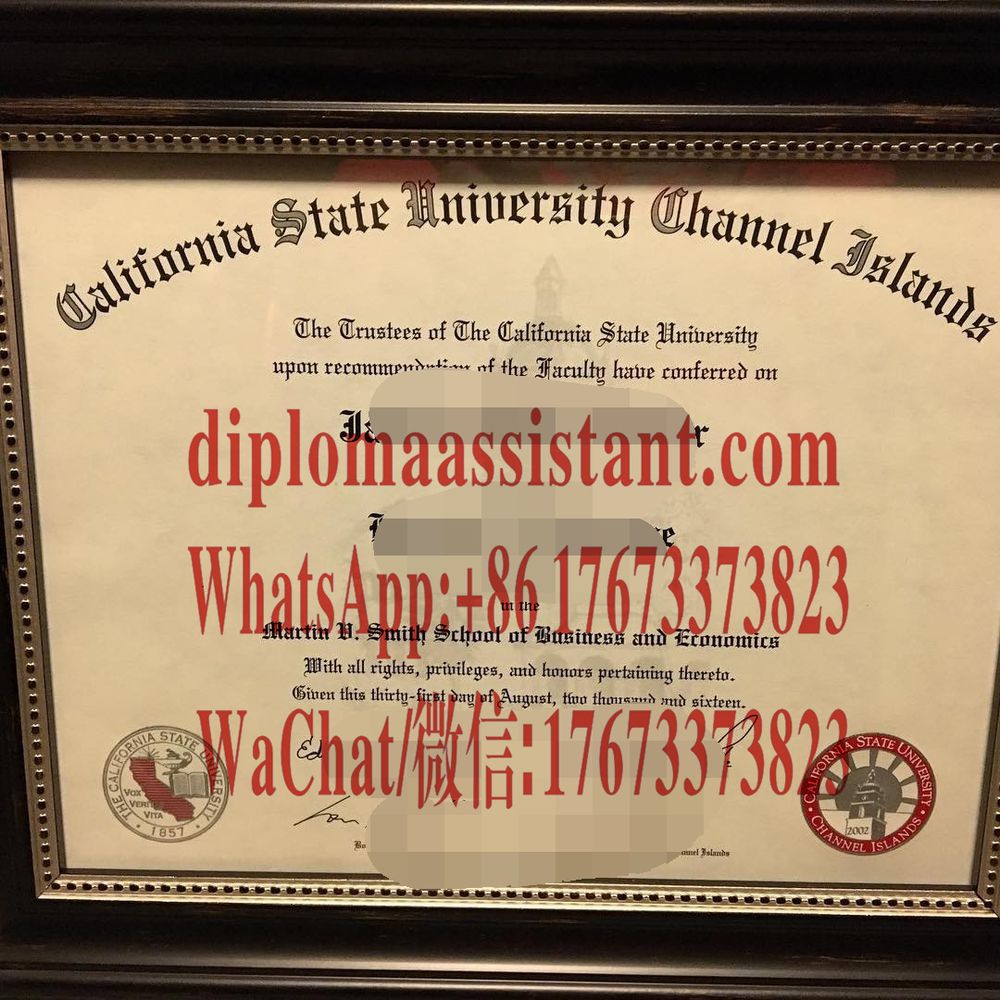 California State University Channel Islands
The Trustees of The California State University
upon recommendation of the Faculty have conferred on
diplomaassistant.com
WhatsApp:+86 17673373823
in the
Martin V. Smith School of Business and Economics
With all rights, privileges, and honors pertaining thereto.
Given this thirty-first day of August, two thousand and sixteen.
WaChat/微信:17673373823
THE CALIFORNIA STATE UNIVERSITY
VOX
VERITAS
VITA
1857
CALIFORNIA STATE UNIVERSITY
2002
CHANNEL ISLANDS
Islands